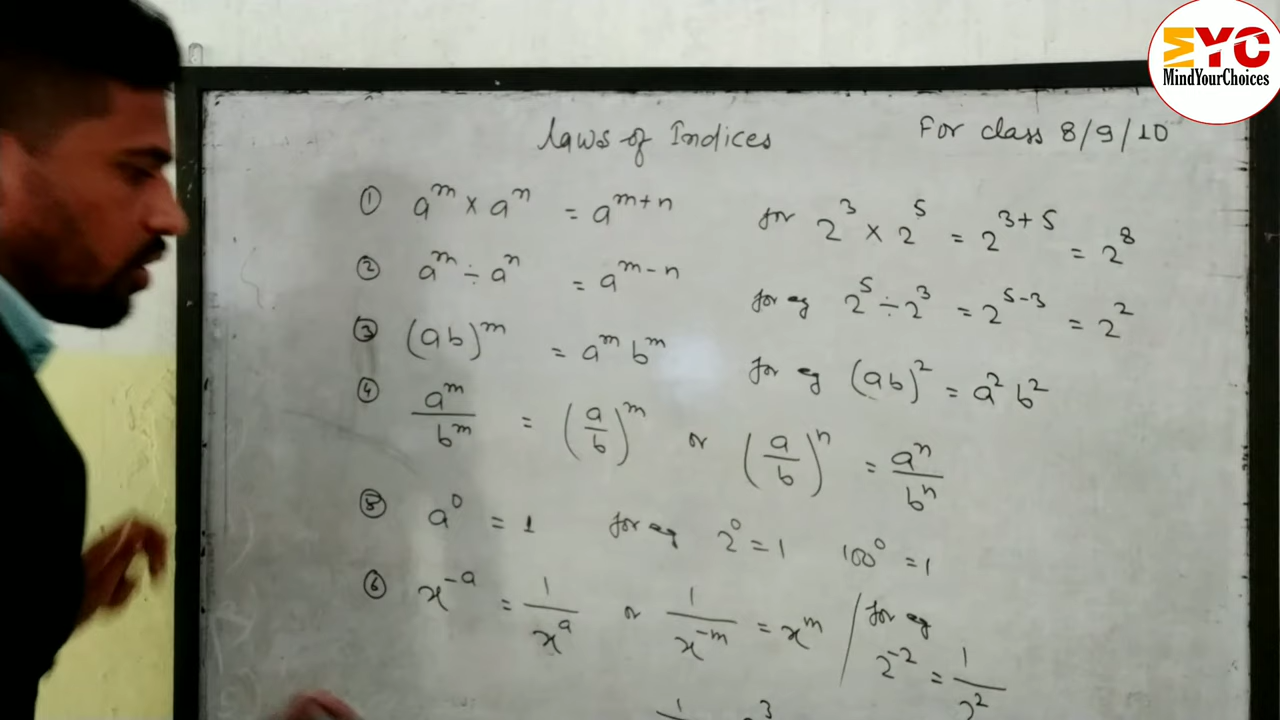 MYC
MindYourChoices
Laws of Indices For class 8/9/10
① a^m × a^n = a^(m+n) for 2^3 × 2^5 = 2^(3+5) = 2^8
② a^m ÷ a^n = a^(m-n) for eg 2^5 ÷ 2^3 = 2^(5-3) = 2^2
③ (ab)^m = a^m b^m for eg (ab)^2 = a^2 b^2
④ a^m/b^m = (a/b)^m or (a/b)^n = a^n/b^n
⑤ a^0 = 1 for eg 2^0 = 1 100^0 = 1
⑥ x^-a = 1/x^a or 1/x^-m = x^m / for eg
2^-2 = 1/2^2